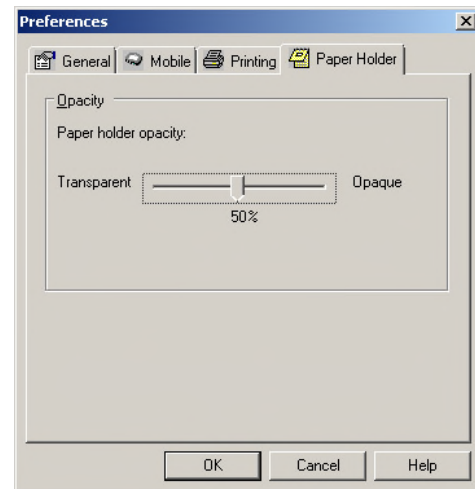 Preferences
General Mobile Printing Paper Holder
Opacity
Paper holder opacity:
Transparent Opaque
50%
OK Cancel Help